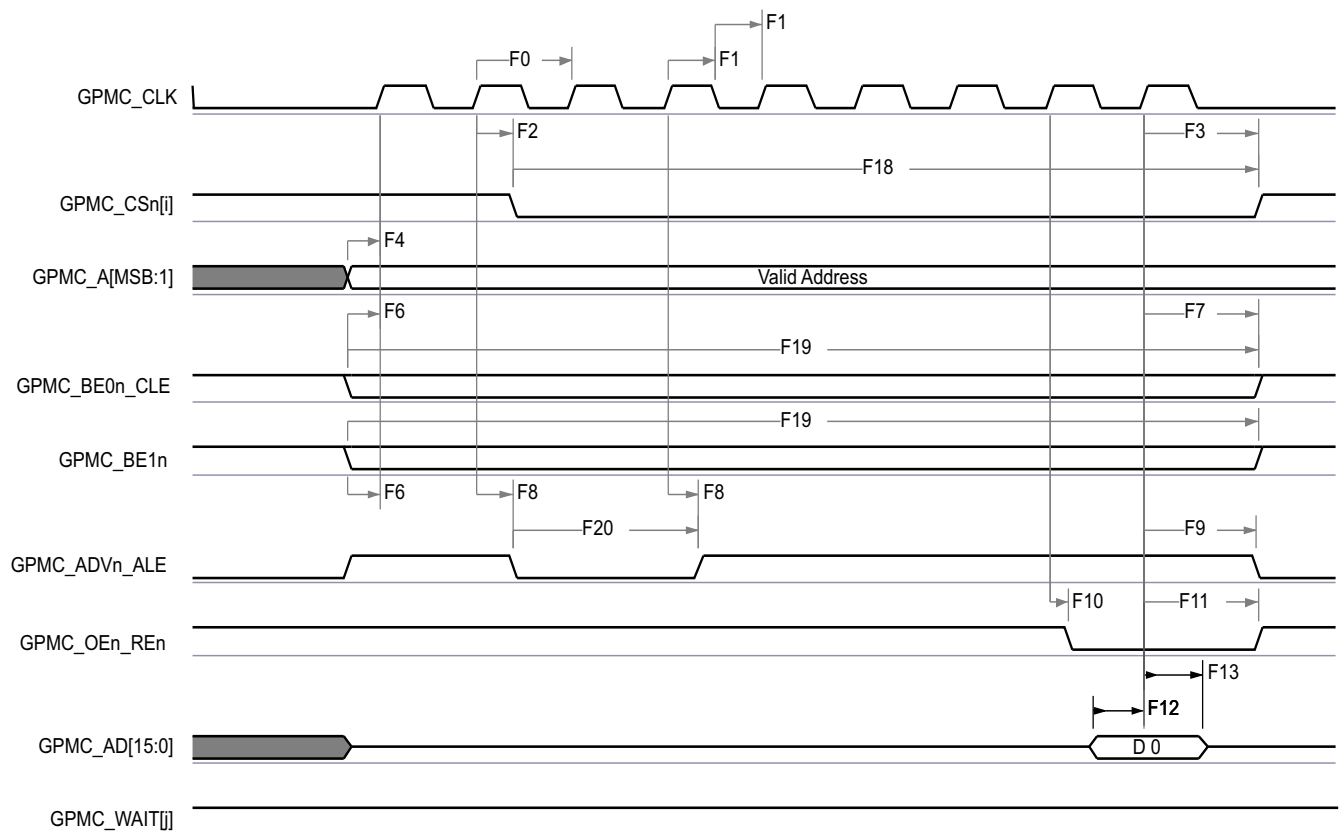 F1
F0
F1
GPMC_CLK
F2
F3
F18
GPMC_CSn[i]
F4
GPMC_A[MSB:1]
Valid Address
F6
F7
F19
GPMC_BE0n_CLE
F19
GPMC_BE1n
F6
F8
F8
F20
F9
GPMC_ADVn_ALE
F10
F11
GPMC_OEn_REn
F13
F12
GPMC_AD[15:0]
D 0
GPMC_WAIT[j]